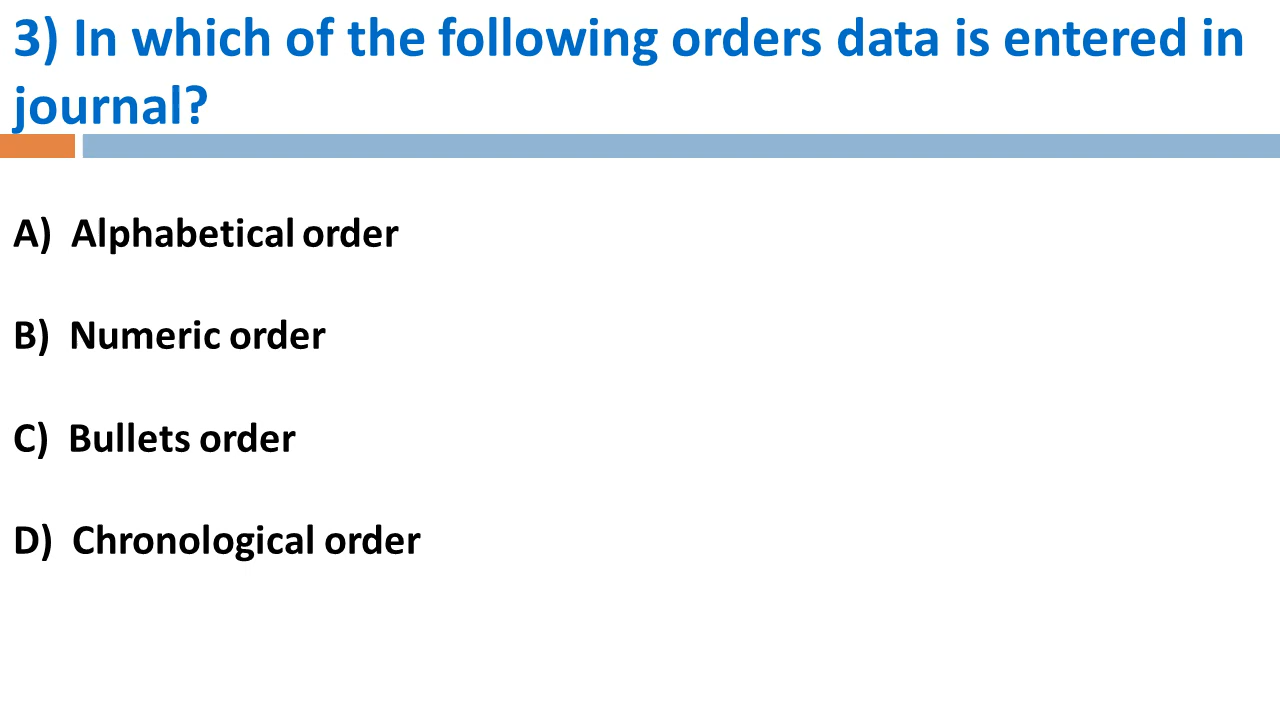 3) In which of the following orders data is entered in
journal?
A) Alphabetical order
B) Numeric order
C) Bullets order
D) Chronological order